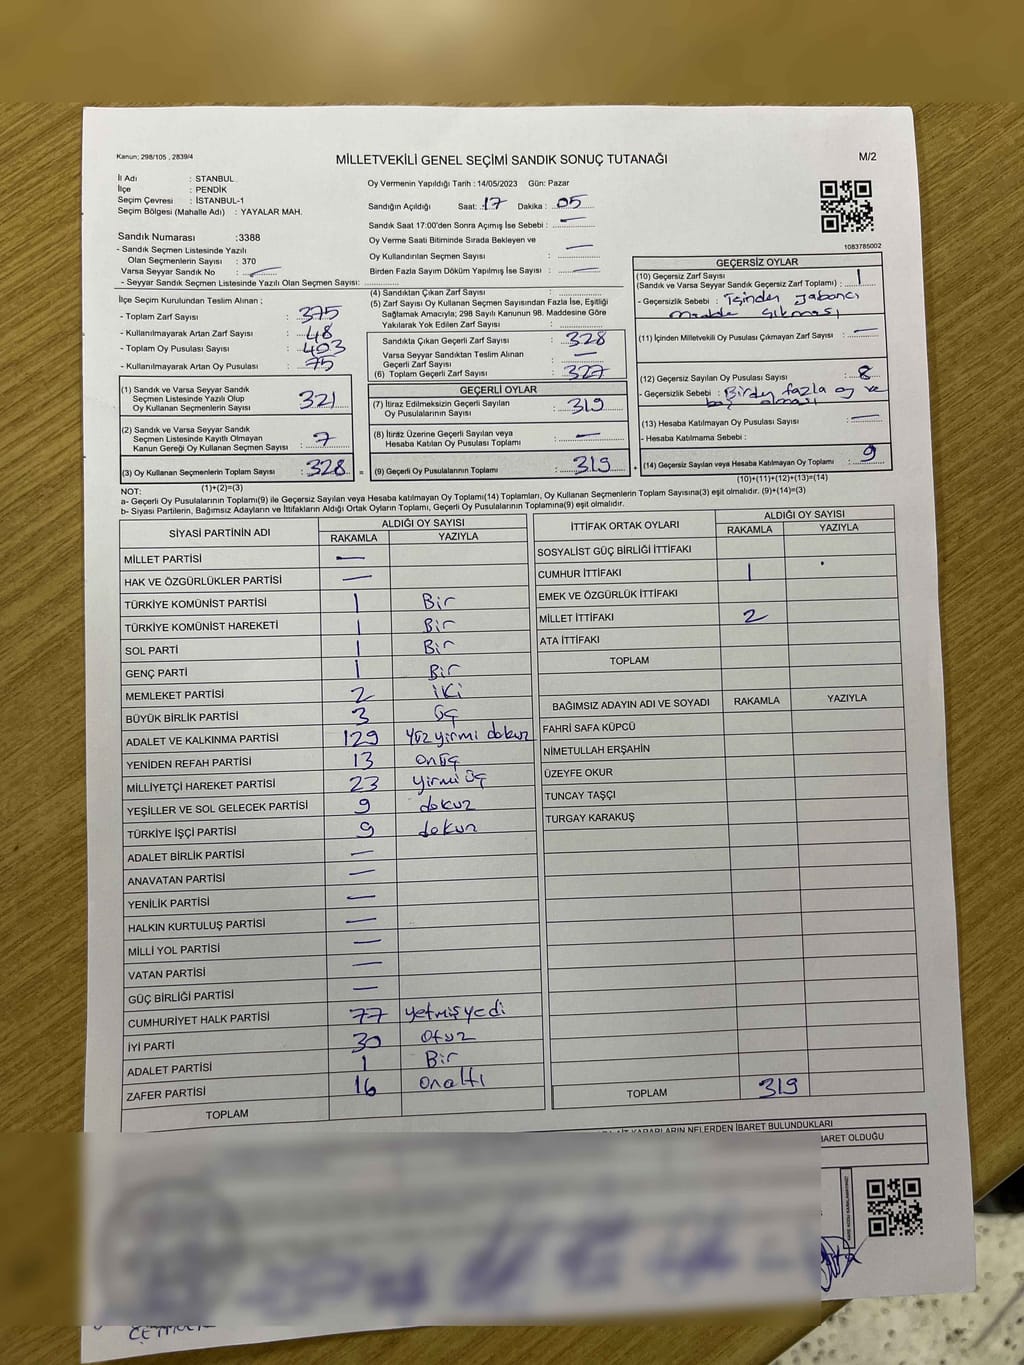 Kanun; 298/105 , 2839/4
MİLLETVEKİLİ GENEL SEÇİMİ SANDIK SONUÇ TUTANAĞI
M/2
İl Adı : STANBUL
İlçe : PENDİK
Seçim Çevresi : İSTANBUL-1
Seçim Bölgesi (Mahalle Adı) : YAYALAR MAH.
Oy Vermenin Yapıldığı Tarih : 14/05/2023 Gün: Pazar
Sandığın Açıldığı Saat: 17 Dakika : 05
Sandık Saat 17:00'den Sonra Açımış İse Sebebi : —
Oy Verme Saati Bitiminde Sırada Bekleyen ve
Oy Kullandırılan Seçmen Sayısı : —
Birden Fazla Sayım Döküm Yapılmış İse Sayısı : —
1083785002
Sandık Numarası :3388
- Sandık Seçmen Listesinde Yazılı
Olan Seçmenlerin Sayısı : 370
Varsa Seyyar Sandık No : —
- Seyyar Sandık Seçmen Listesinde Yazılı Olan Seçmen Sayısı:
İlçe Seçim Kurulundan Teslim Alınan ;
- Toplam Zarf Sayısı : 375
- Kullanılmayarak Artan Zarf Sayısı : 48
- Toplam Oy Pusulası Sayısı : 403
- Kullanılmayarak Artan Oy Pusulası : 75
(1) Sandık ve Varsa Seyyar Sandık
Seçmen Listesinde Yazılı Olup
Oy Kullanan Seçmenlerin Sayısı : 321
(2) Sandık ve Varsa Seyyar Sandık
Seçmen Listesinde Kayıtlı Olmayan
Kanun Gereği Oy Kullanan Seçmen Sayısı : 7
(3) Oy Kullanan Seçmenlerin Toplam Sayısı : 328 =
(1)+(2)=(3)
(4) Sandıktan Çıkan Zarf Sayısı :
(5) Zarf Sayısı Oy Kullanan Seçmen Sayısından Fazla İse, Eşitliği
Sağlamak Amacıyla; 298 Sayılı Kanunun 98. Maddesine Göre
Yakılarak Yok Edilen Zarf Sayısı :
Sandıkta Çıkan Geçerli Zarf Sayısı : 328
Varsa Seyyar Sandıktan Teslim Alınan
Geçerli Zarf Sayısı : —
(6) Toplam Geçerli Zarf Sayısı : 327
GEÇERLİ OYLAR
(7) İtiraz Edilmeksizin Geçerli Sayılan
Oy Pusulalarının Sayısı : 319
(8) İtiraz Üzerine Geçerli Sayılan veya
Hesaba Katılan Oy Pusulası Toplamı : —
(9) Geçerli Oy Pusulalarının Toplamı : 319 +
GEÇERSİZ OYLAR
(10) Geçersiz Zarf Sayısı
(Sandık ve Varsa Seyyar Sandık Geçersiz Zarf Toplamı) : 1
- Geçersizlik Sebebi : İçinden yabancı
madde çıkması
(11) İçinden Milletvekili Oy Pusulası Çıkmayan Zarf Sayısı : —
(12) Geçersiz Sayılan Oy Pusulası Sayısı : 8
- Geçersizlik Sebebi : Birden fazla oy ve
boş olması
(13) Hesaba Katılmayan Oy Pusulası Sayısı : —
- Hesaba Katılmama Sebebi :
(14) Geçersiz Sayılan veya Hesaba Katılmayan Oy Toplamı : 9
(10)+(11)+(12)+(13)=(14)
NOT:
a- Geçerli Oy Pusulalarının Toplamı(9) ile Geçersiz Sayılan veya Hesaba katılmayan Oy Toplamı(14) Toplamları, Oy Kullanan Seçmenlerin Toplam Sayısına(3) eşit olmalıdır. (9)+(14)=(3)
b- Siyasi Partilerin, Bağımsız Adayların ve İttifakların Aldığı Ortak Oyların Toplamı, Geçerli Oy Pusulalarının Toplamına(9) eşit olmalıdır.
SİYASİ PARTİNİN ADI ALDIĞI OY SAYISI
RAKAMLA YAZIYLA
MİLLET PARTİSİ —
HAK VE ÖZGÜRLÜKLER PARTİSİ —
TÜRKİYE KOMÜNİST PARTİSİ 1 Bir
TÜRKİYE KOMÜNİST HAREKETİ 1 Bir
SOL PARTİ 1 Bir
GENÇ PARTİ 1 Bir
MEMLEKET PARTİSİ 2 iki
BÜYÜK BİRLİK PARTİSİ 3 üç
ADALET VE KALKINMA PARTİSİ 129 Yüz yirmi dokuz
YENİDEN REFAH PARTİSİ 13 onüç
MİLLİYETÇİ HAREKET PARTİSİ 23 yirmi üç
YEŞİLLER VE SOL GELECEK PARTİSİ 9 dokuz
TÜRKİYE İŞÇİ PARTİSİ 9 dokuz
ADALET BİRLİK PARTİSİ —
ANAVATAN PARTİSİ —
YENİLİK PARTİSİ —
HALKIN KURTULUŞ PARTİSİ —
MİLLİ YOL PARTİSİ —
VATAN PARTİSİ —
GÜÇ BİRLİĞİ PARTİSİ —
CUMHURİYET HALK PARTİSİ 77 yetmiş yedi
İYİ PARTİ 30 otuz
ADALET PARTİSİ 1 Bir
ZAFER PARTİSİ 16 onaltı
TOPLAM
İTTİFAK ORTAK OYLARI ALDIĞI OY SAYISI
RAKAMLA YAZIYLA
SOSYALİST GÜÇ BİRLİĞİ İTTİFAKI
CUMHUR İTTİFAKI 1
EMEK VE ÖZGÜRLÜK İTTİFAKI
MİLLET İTTİFAKI 2
ATA İTTİFAKI
TOPLAM
BAĞIMSIZ ADAYIN ADI VE SOYADI RAKAMLA YAZIYLA
FAHRİ SAFA KÜPCÜ
NİMETULLAH ERŞAHİN
ÜZEYFE OKUR
TUNCAY TAŞÇI
TURGAY KARAKUŞ
TOPLAM 319
KARARLARIN NELERDEN İBARET BULUNDUKLARI
BARET OLDUĞU